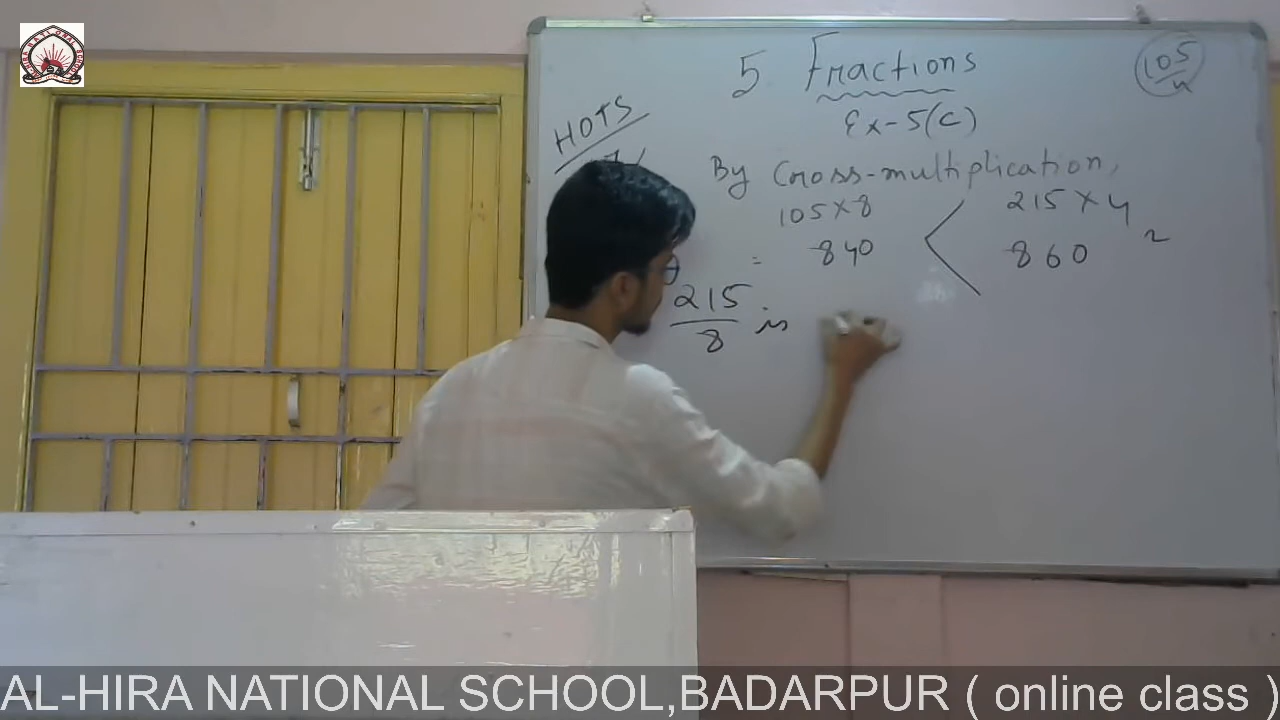 5 Fractions
105/4
Ex-5(C)
HOTS
By Cross-multiplication,
105×8 < 215×4
= 840 860
215/8 is
AL-HIRA NATIONAL SCHOOL,BADARPUR ( online class )